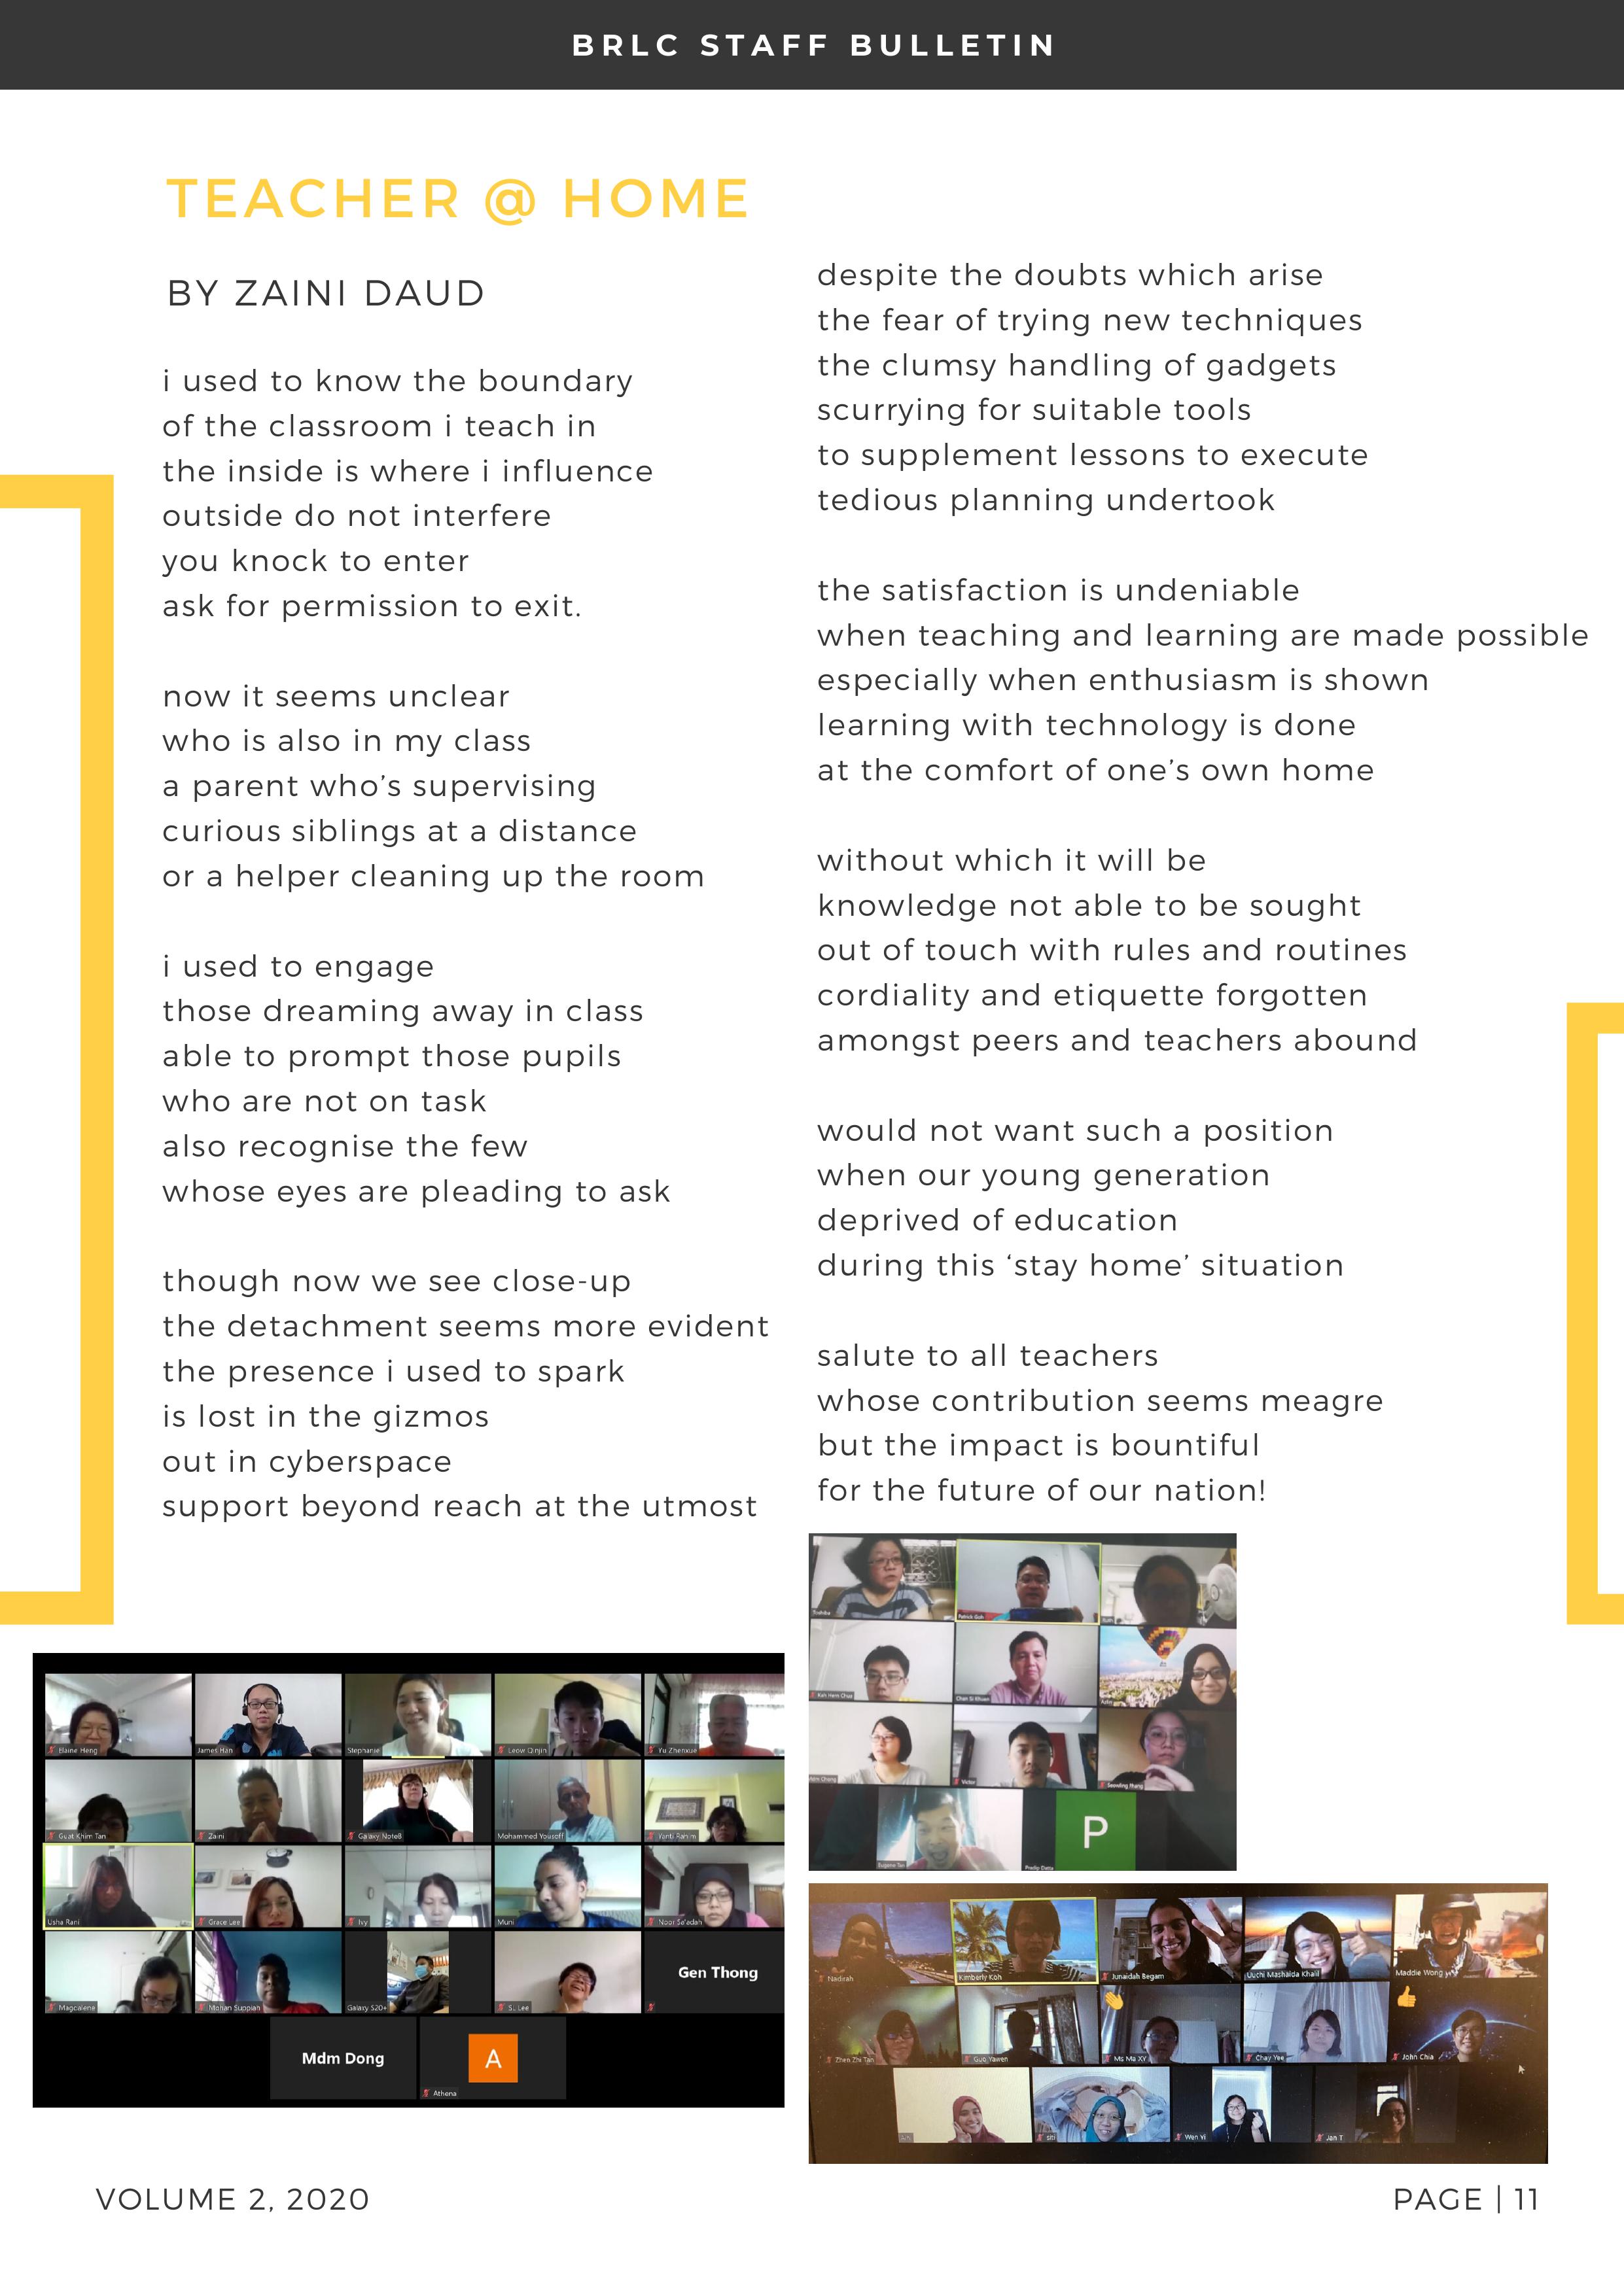 BRLC STAFF BULLETIN
TEACHER @ HOME
BY ZAINI DAUD
i used to know the boundary
of the classroom i teach in
the inside is where i influence
outside do not interfere
you knock to enter
ask for permission to exit.
now it seems unclear
who is also in my class
a parent who’s supervising
curious siblings at a distance
or a helper cleaning up the room
i used to engage
those dreaming away in class
able to prompt those pupils
who are not on task
also recognise the few
whose eyes are pleading to ask
though now we see close-up
the detachment seems more evident
the presence i used to spark
is lost in the gizmos
out in cyberspace
support beyond reach at the utmost
despite the doubts which arise
the fear of trying new techniques
the clumsy handling of gadgets
scurrying for suitable tools
to supplement lessons to execute
tedious planning undertook
the satisfaction is undeniable
when teaching and learning are made possible
especially when enthusiasm is shown
learning with technology is done
at the comfort of one’s own home
without which it will be
knowledge not able to be sought
out of touch with rules and routines
cordiality and etiquette forgotten
amongst peers and teachers abound
would not want such a position
when our young generation
deprived of education
during this ‘stay home’ situation
salute to all teachers
whose contribution seems meagre
but the impact is bountiful
for the future of our nation!
Elaine Heng
James Han
Stephanie
Leow Qinjin
Yu Zhenxue
Guat Khim Tan
Zaini
Galaxy Note8
Mohammed Yousoff
Yanti Rahim
Usha Rani
Grace Lee
Ivy
Muni
Noor Sa'adah
Magdalene
Mohan Suppiah
Galaxy S20+
SL Lee
Gen Thong
Mdm Dong
A
Athena
Toshiba
Patrick Goh
Victor
Eugene Tan
P
Nadirah
Kimberly Koh
Junaidah Begam
Uuchi Mashalda Khalil
Maddie Wong
Zhen Zhi Tan
Guo Yawen
Ms Ma XY
Chay Yee
John Chia
siti
Wen Yi
Jan T
VOLUME 2, 2020
PAGE | 11